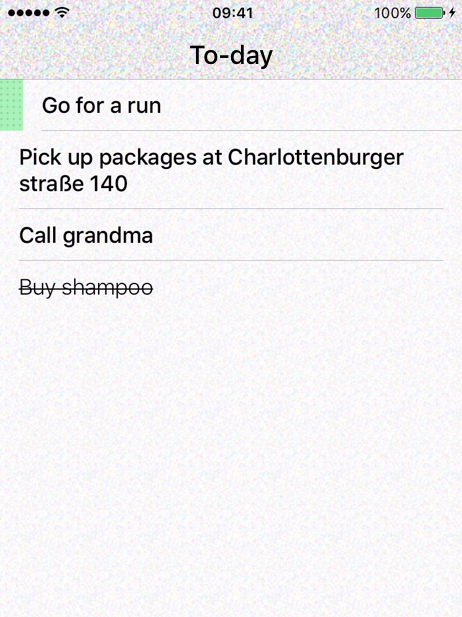 09:41
100%
To-day
Go for a run
Pick up packages at Charlottenburger
straße 140
Call grandma
Buy shampoo